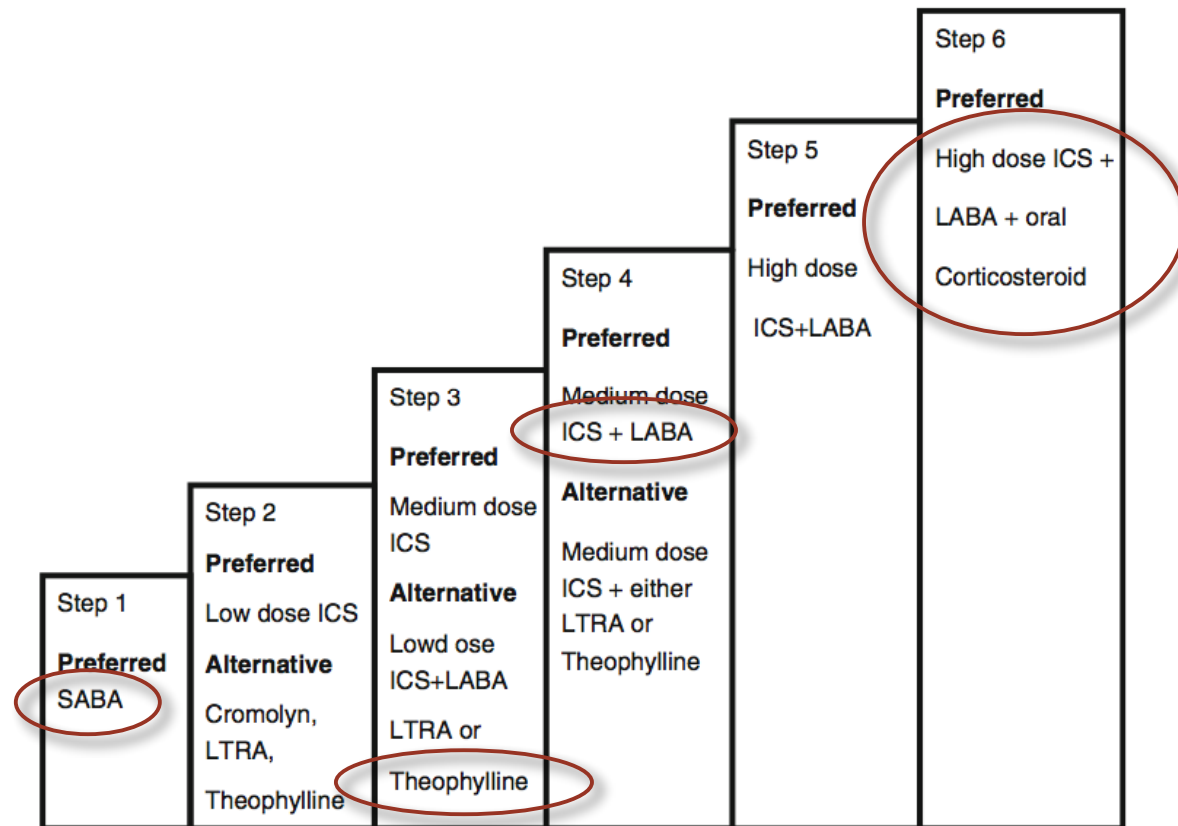 Step 1
Preferred
SABA
Step 2
Preferred
Low dose ICS
Alternative
Cromolyn,
LTRA,
Theophylline
Step 3
Preferred
Medium dose
ICS
Alternative
Lowd ose
ICS+LABA
LTRA or
Theophylline
Step 4
Preferred
Medium dose
ICS + LABA
Alternative
Medium dose
ICS + either
LTRA or
Theophylline
Step 5
Preferred
High dose
ICS+LABA
Step 6
Preferred
High dose ICS +
LABA + oral
Corticosteroid